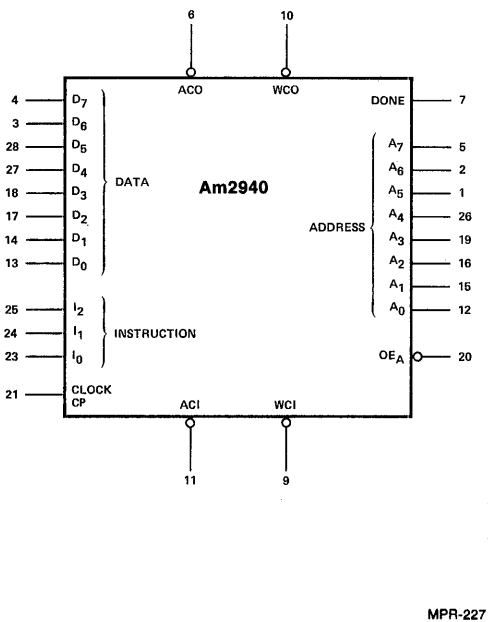 6 10
ACO WCO
4 D7 DONE 7
3 D6
A7 5
28 D5
A6 2
27 D4
DATA Am2940
A5 1
18 D3
A4 26
17 D2
ADDRESS
A3 19
14 D1
A2 16
13 D0
A1 15
25 I2
A0 12
24 I1 INSTRUCTION
23 I0
OEA 20
21 CLOCK
CP
ACI WCI
11 9
MPR-227